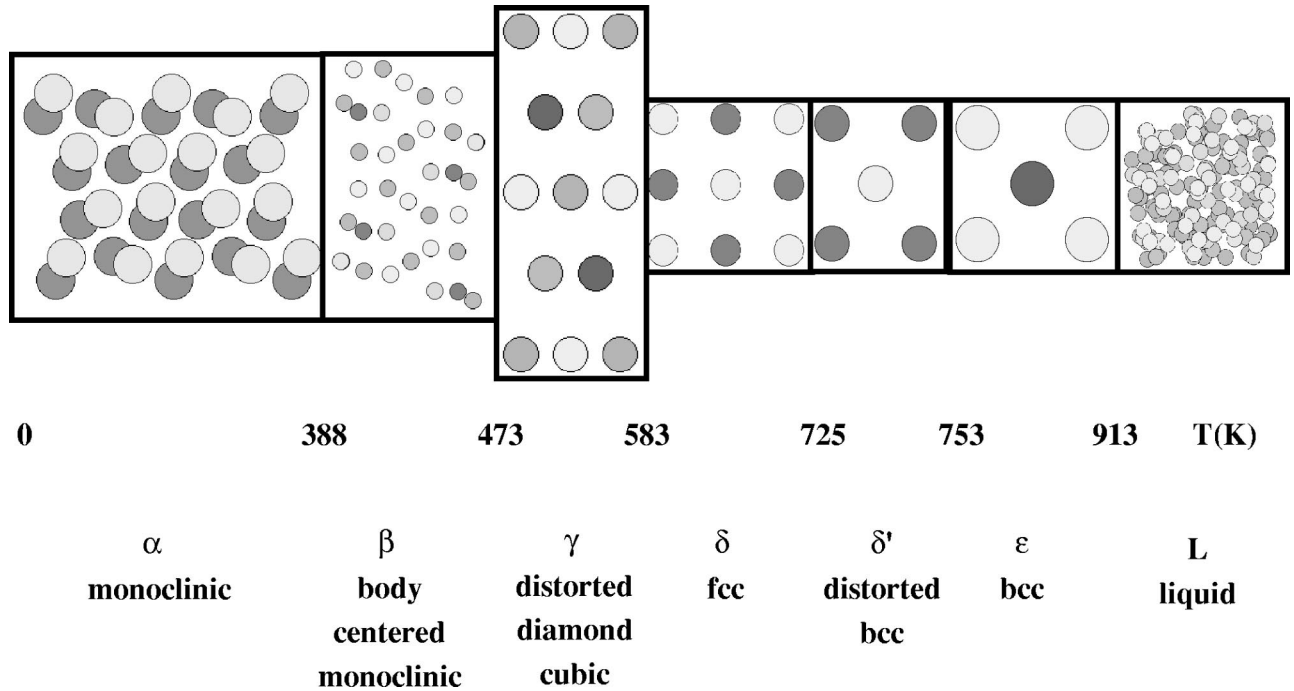 0 388 473 583 725 753 913 T(K)
α β γ δ δ' ε L
monoclinic body distorted fcc distorted bcc liquid
centered diamond bcc
monoclinic cubic